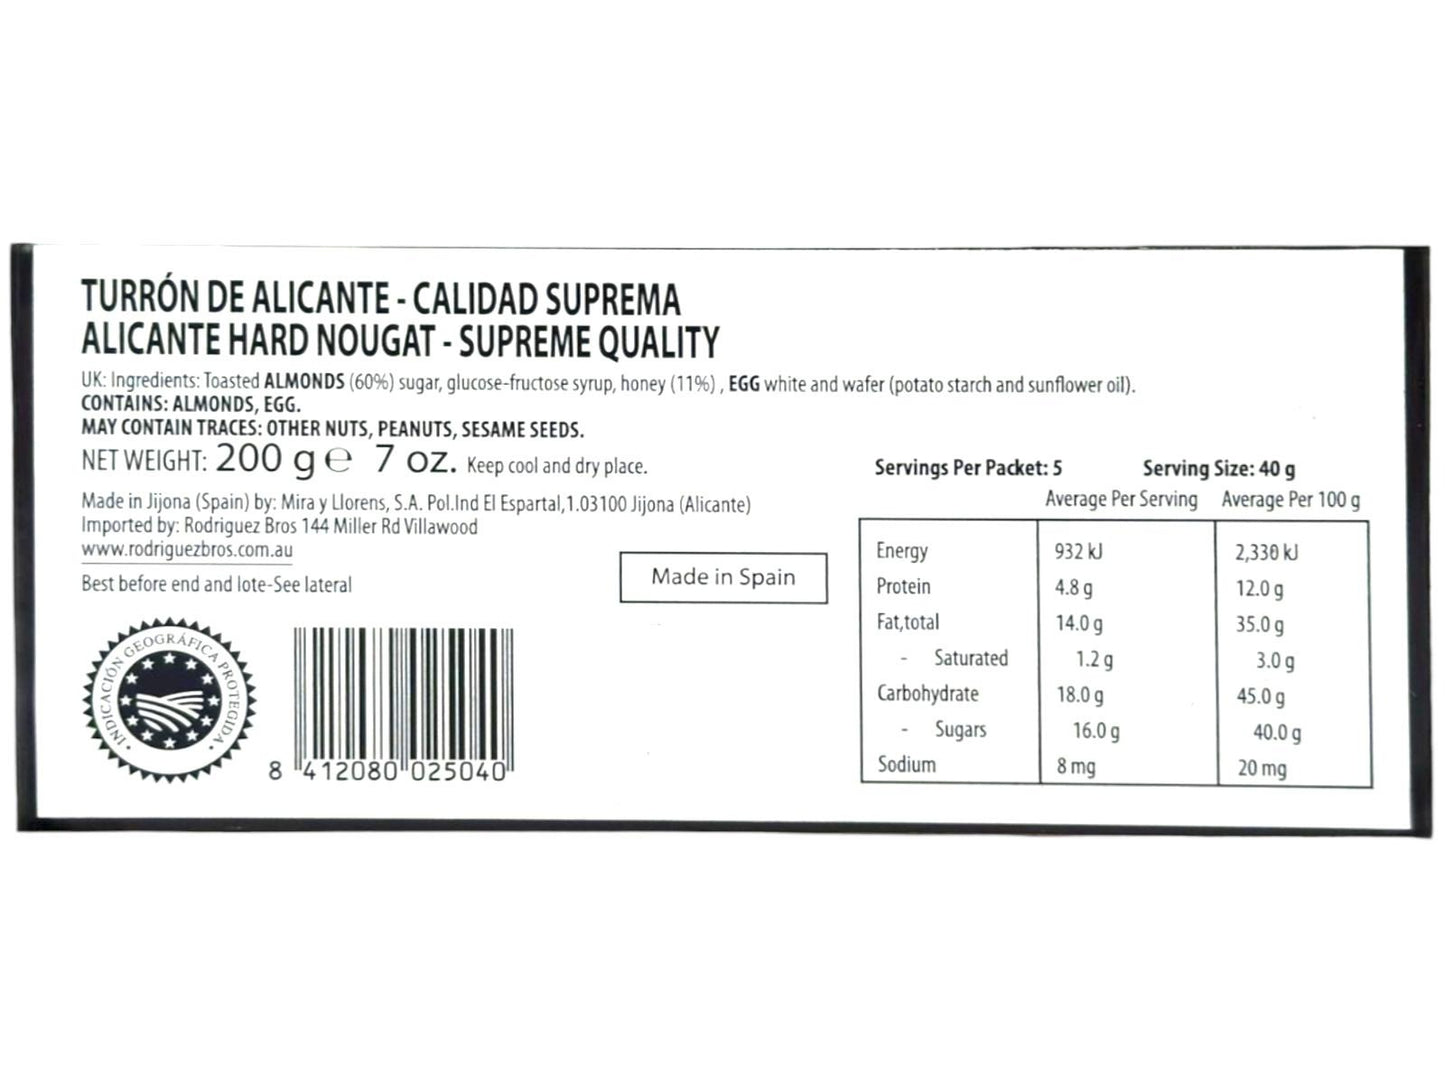 TURRÓN DE ALICANTE - CALIDAD SUPREMA
ALICANTE HARD NOUGAT - SUPREME QUALITY
UK: Ingredients: Toasted ALMONDS (60%) sugar, glucose-fructose syrup, honey (11%) , EGG white and wafer (potato starch and sunflower oil).
CONTAINS: ALMONDS, EGG.
MAY CONTAIN TRACES: OTHER NUTS, PEANUTS, SESAME SEEDS.
NET WEIGHT: 200 g e 7 oz. Keep cool and dry place.
Made in Jijona (Spain) by: Mira y Llorens, S.A. Pol.Ind El Espartal,1.03100 Jijona (Alicante)
Imported by: Rodriguez Bros 144 Miller Rd Villawood
www.rodriguezbros.com.au
Best before end and lote-See lateral
Made in Spain
INDICACIÓN GEOGRÁFICA PROTEGIDA
8 412080 025040
Servings Per Packet: 5 Serving Size: 40 g
Average Per Serving Average Per 100 g
Energy 932 kJ 2,330 kJ
Protein 4.8 g 12.0 g
Fat,total 14.0 g 35.0 g
- Saturated 1.2 g 3.0 g
Carbohydrate 18.0 g 45.0 g
- Sugars 16.0 g 40.0 g
Sodium 8 mg 20 mg